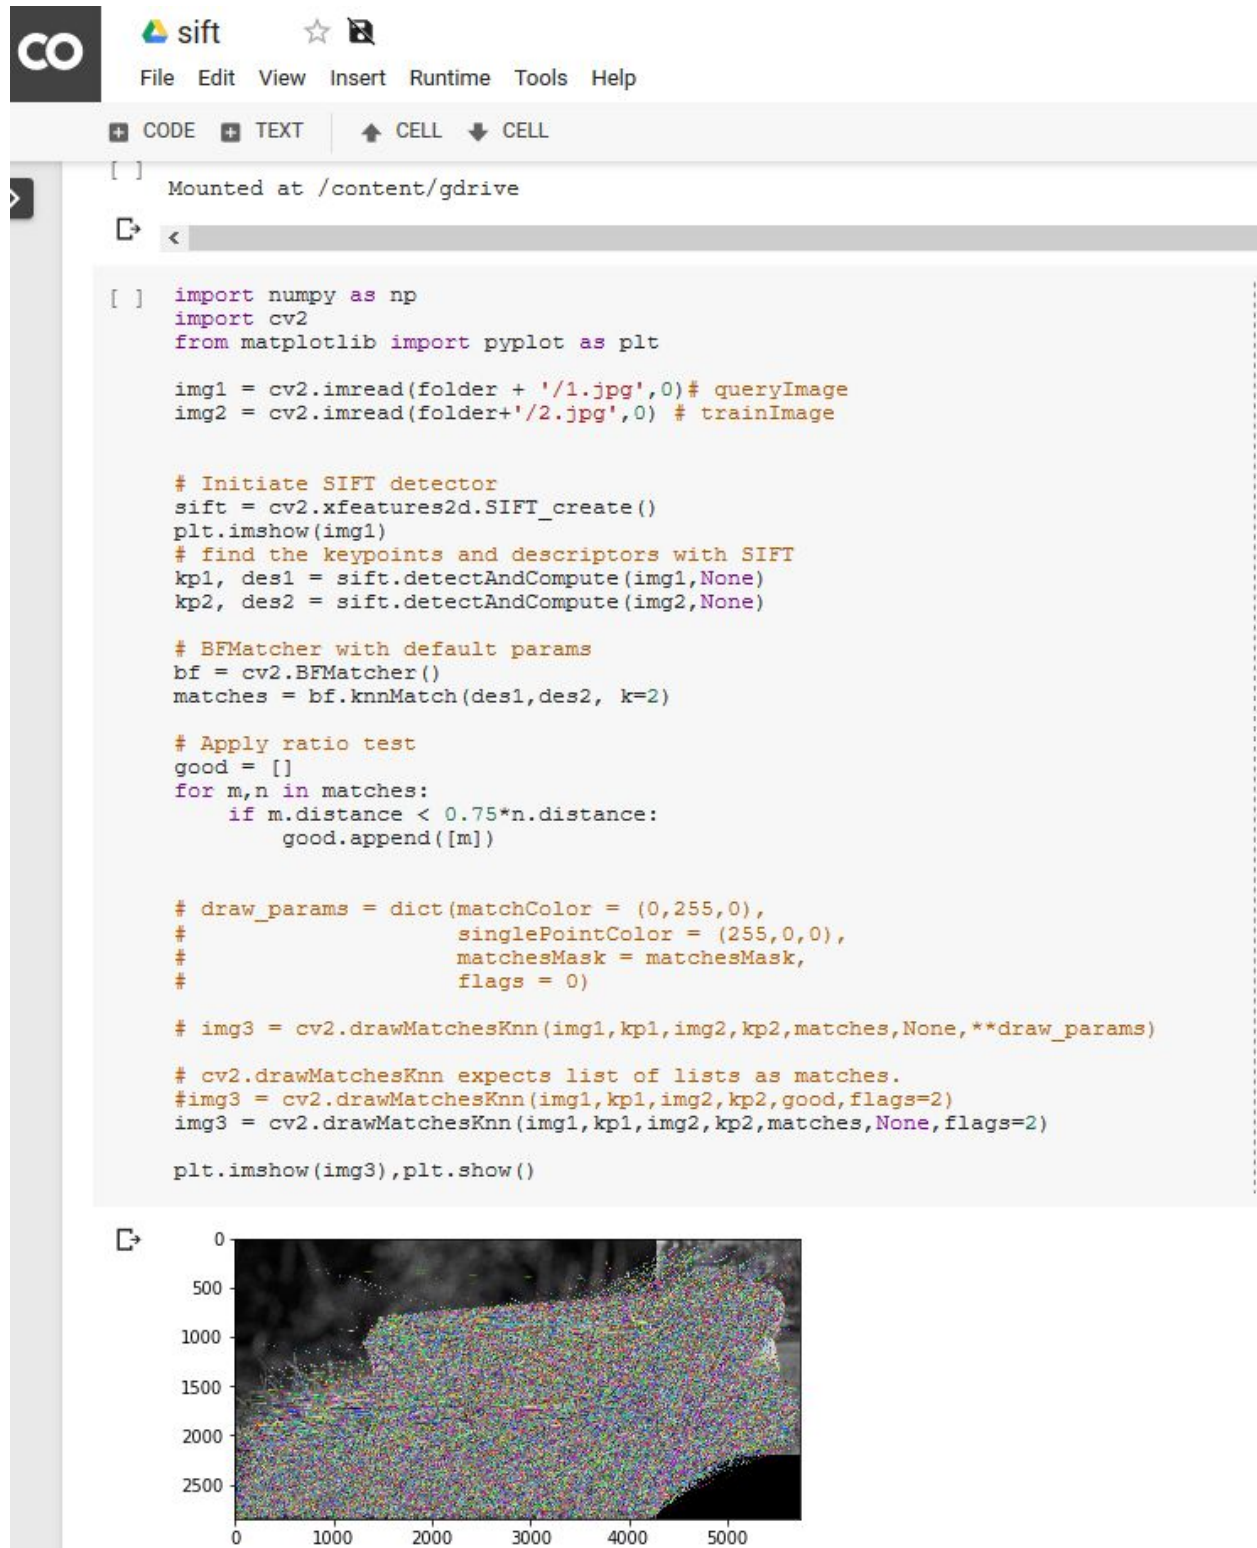 CO
sift
File Edit View Insert Runtime Tools Help
CODE TEXT CELL CELL
[ ]
Mounted at /content/gdrive
[ ] import numpy as np
import cv2
from matplotlib import pyplot as plt
img1 = cv2.imread(folder + '/1.jpg',0)# queryImage
img2 = cv2.imread(folder+'/2.jpg',0) # trainImage
# Initiate SIFT detector
sift = cv2.xfeatures2d.SIFT_create()
plt.imshow(img1)
# find the keypoints and descriptors with SIFT
kp1, des1 = sift.detectAndCompute(img1,None)
kp2, des2 = sift.detectAndCompute(img2,None)
# BFMatcher with default params
bf = cv2.BFMatcher()
matches = bf.knnMatch(des1,des2, k=2)
# Apply ratio test
good = []
for m,n in matches:
    if m.distance < 0.75*n.distance:
        good.append([m])
# draw_params = dict(matchColor = (0,255,0),
#                    singlePointColor = (255,0,0),
#                    matchesMask = matchesMask,
#                    flags = 0)
# img3 = cv2.drawMatchesKnn(img1,kp1,img2,kp2,matches,None,**draw_params)
# cv2.drawMatchesKnn expects list of lists as matches.
#img3 = cv2.drawMatchesKnn(img1,kp1,img2,kp2,good,flags=2)
img3 = cv2.drawMatchesKnn(img1,kp1,img2,kp2,matches,None,flags=2)
plt.imshow(img3),plt.show()
0
500
1000
1500
2000
2500
0 1000 2000 3000 4000 5000